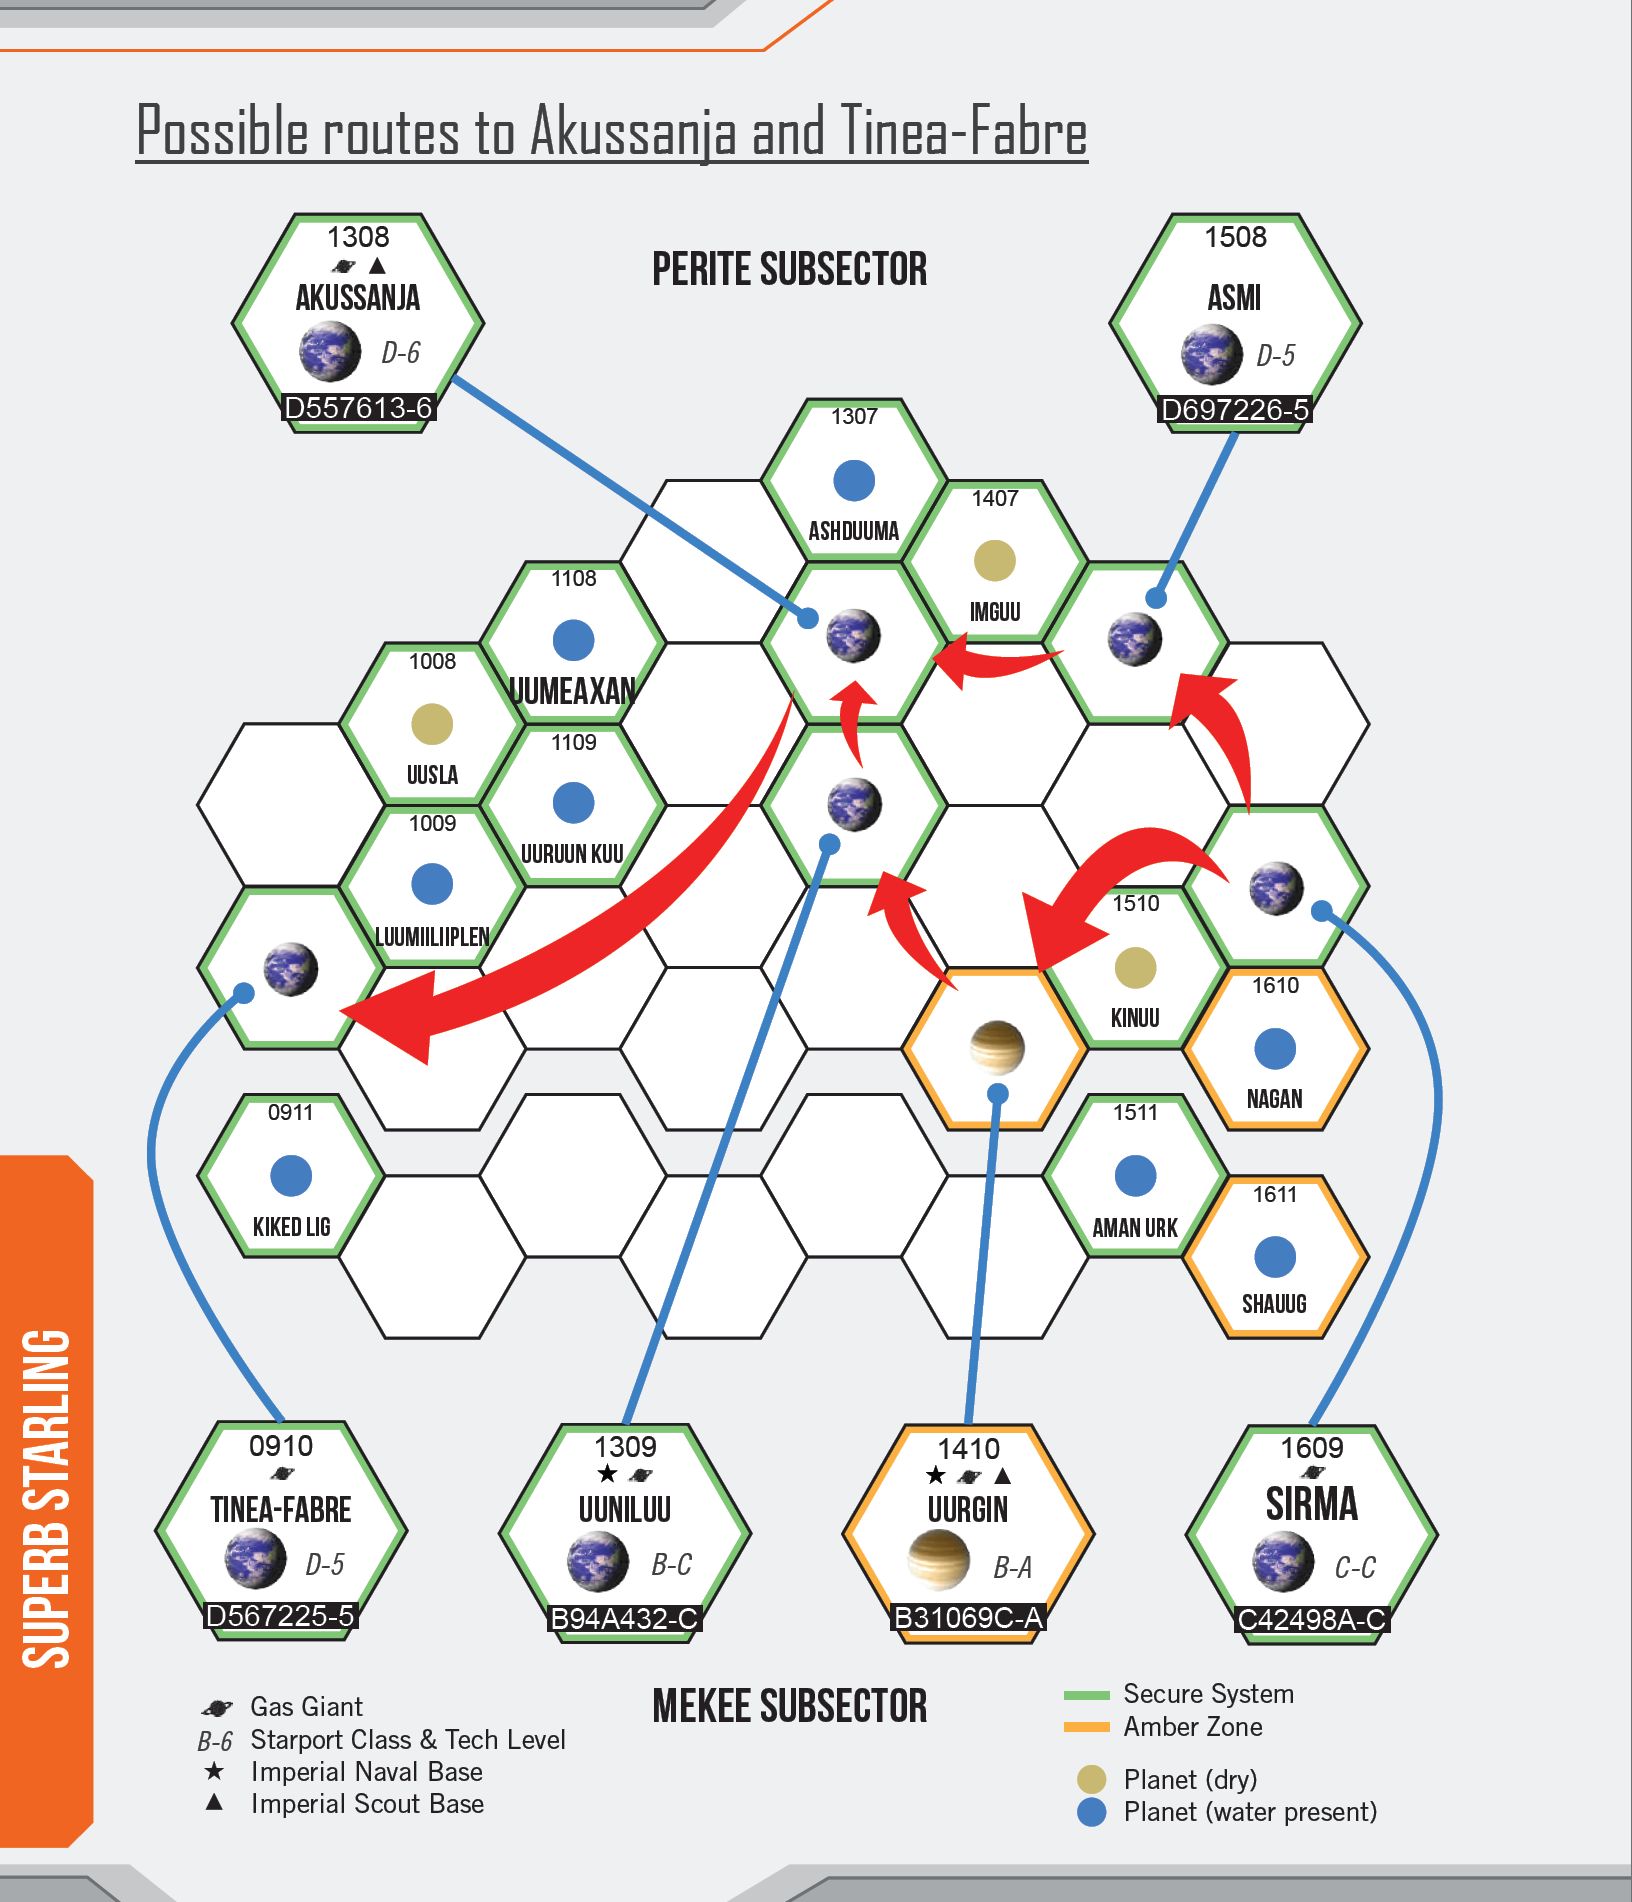 Possible routes to Akussanja and Tinea-Fabre
1308
AKUSSANJA
D-6
D557613-6
PERITE SUBSECTOR
1508
ASMI
D-5
D697226-5
1307
ASHDUUMA
1407
IMGUU
1108
UUMEAXAN
1008
UUSLA
1109
UURUUN KUU
1009
LUUMIILIIPLEN
1510
KINUU
1610
NAGAN
0911
KIKED LIG
1511
AMAN URK
1611
SHAUUG
SUPERB STARLING
0910
TINEA-FABRE
D-5
D567225-5
1309
UUNILUU
B-C
B94A432-C
1410
UURGIN
B-A
B31069C-A
1609
SIRMA
C-C
C42498A-C
MEKEE SUBSECTOR
Gas Giant
B-6 Starport Class & Tech Level
Imperial Naval Base
Imperial Scout Base
Secure System
Amber Zone
Planet (dry)
Planet (water present)